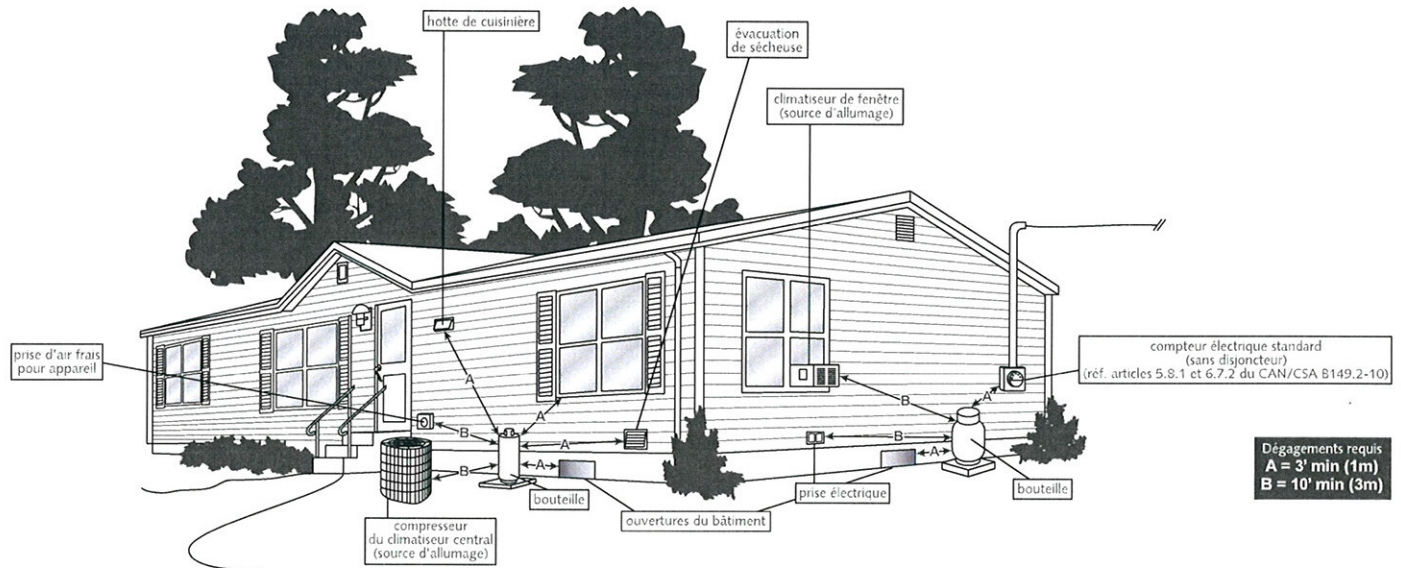 hotte de cuisinière
évacuation
de sécheuse
climatiseur de fenêtre
(source d'allumage)
prise d'air frais
pour appareil
compteur électrique standard
(sans disjoncteur)
(réf. articles 5.8.1 et 6.7.2 du CAN/CSA B149.2-10)
A
A
A
B
B
A
B
B
A
A
Dégagements requis
A = 3' min (1m)
B = 10' min (3m)
bouteille
prise électrique
bouteille
ouvertures du bâtiment
compresseur
du climatiseur central
(source d'allumage)